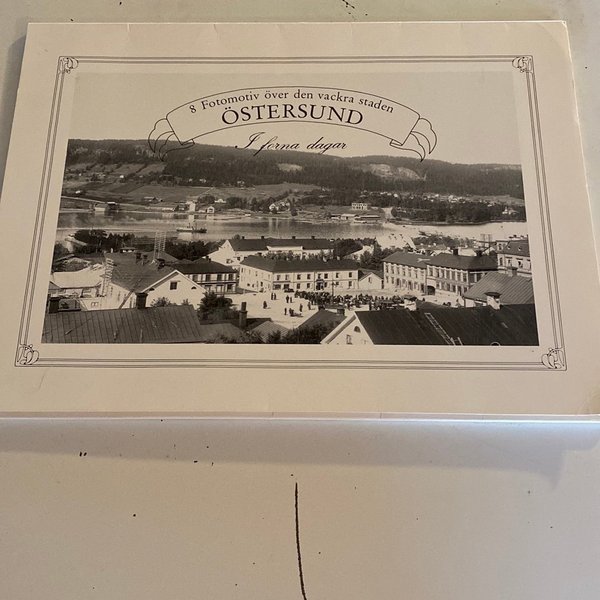 8 Fotomotiv över den vackra staden
ÖSTERSUND
I forna dagar